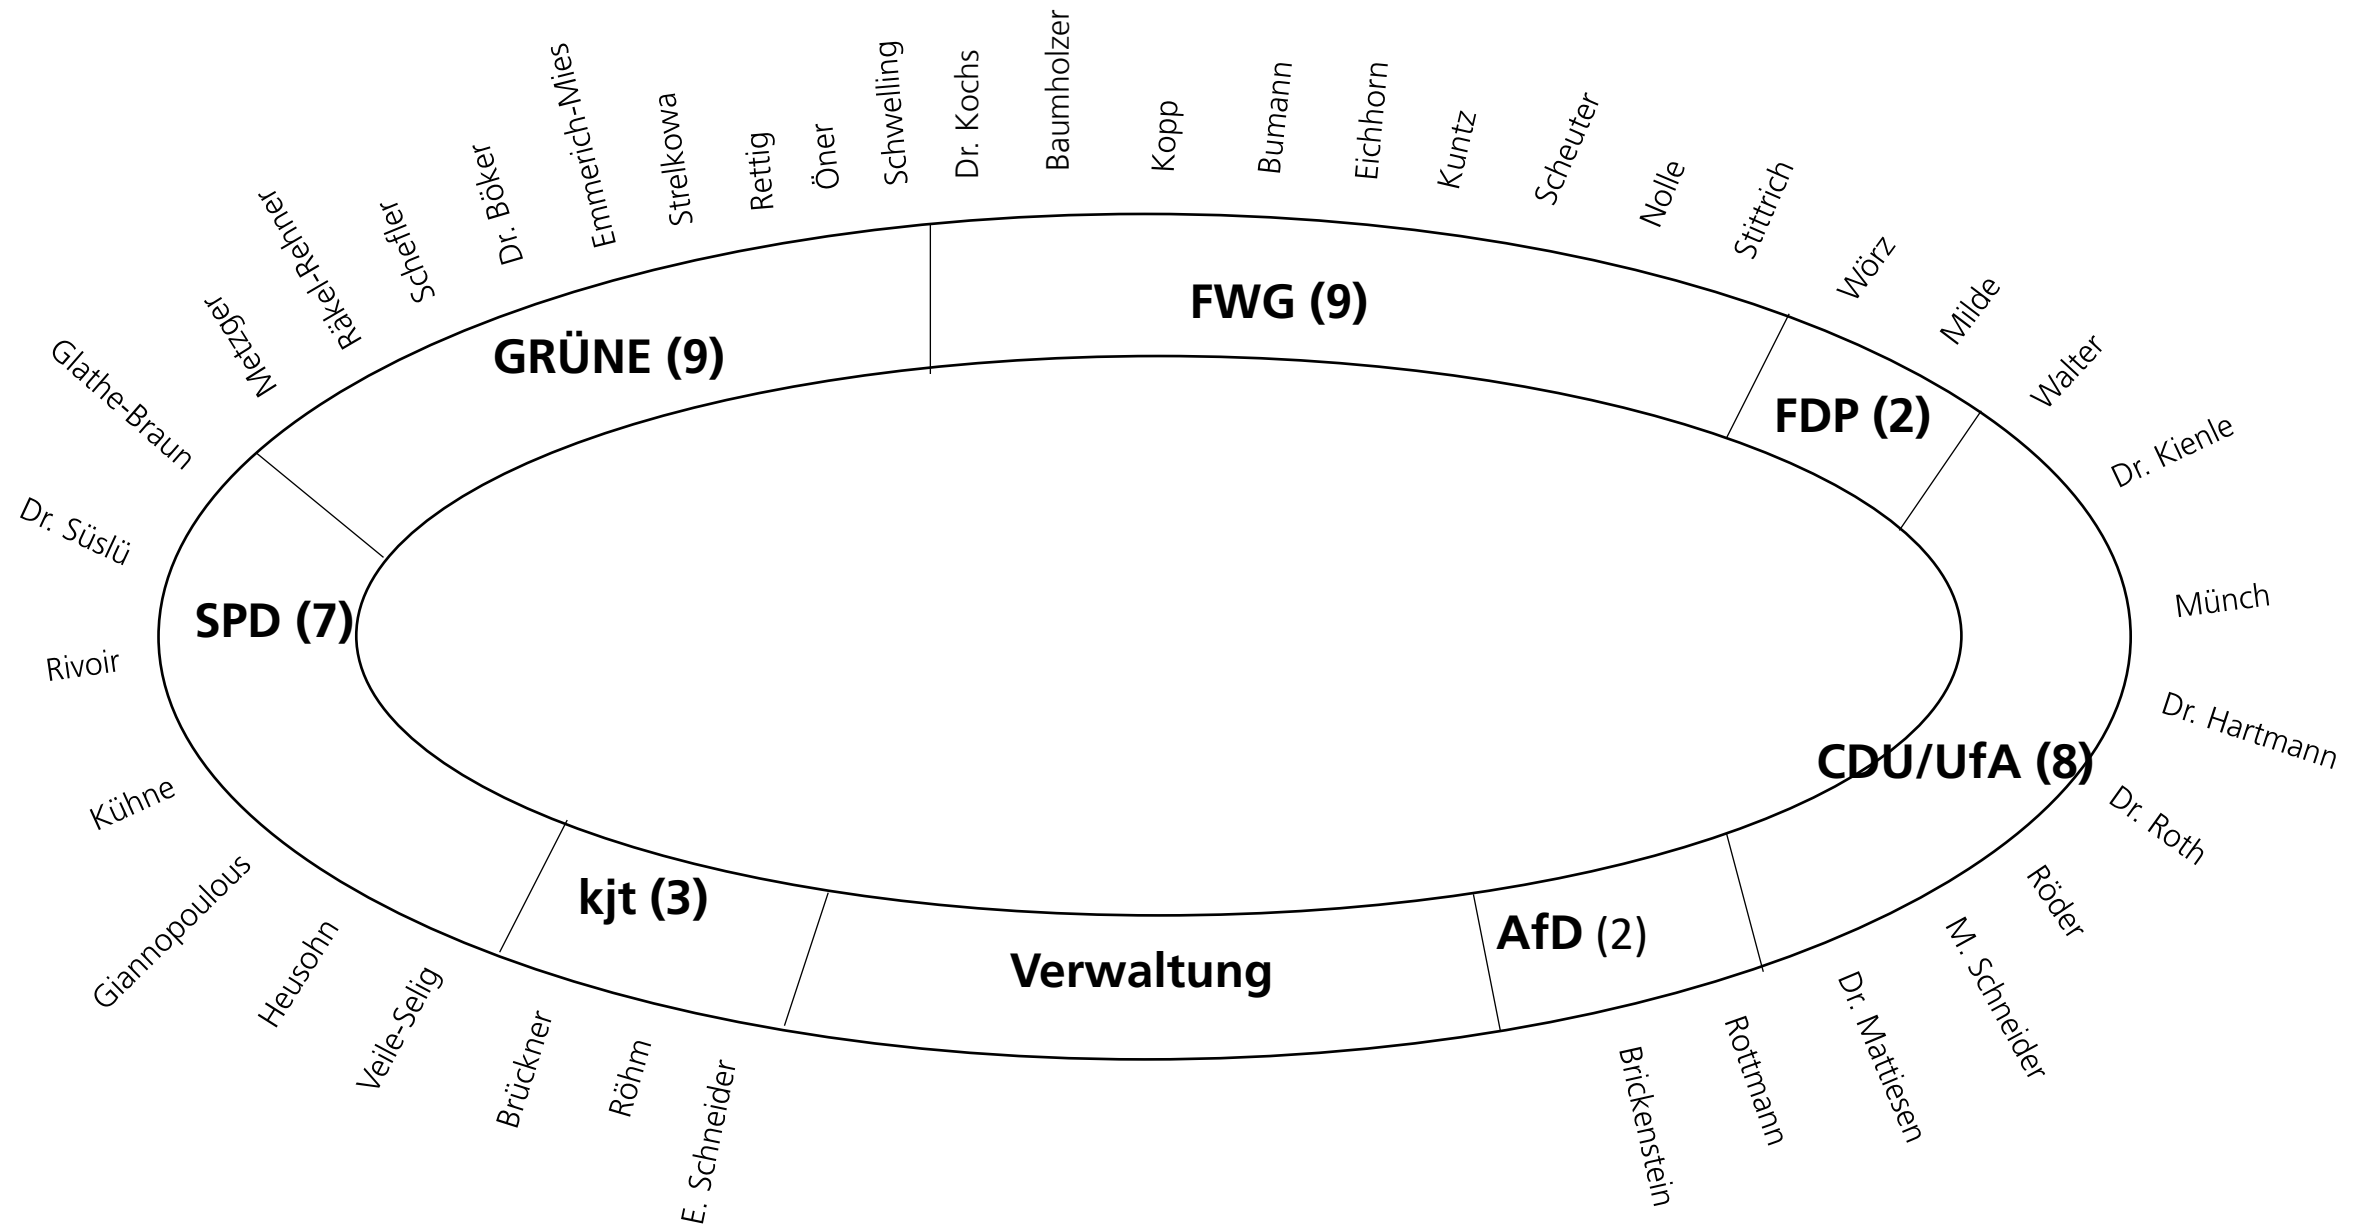 Glathe-Braun
Metzger
Räkel-Rehner
Schefler
Dr. Böker
Emmerich-Mies
Strelkowa
Rettig
Öner
Schwelling
Dr. Kochs
Baumholzer
Kopp
Bumann
Eichhorn
Kuntz
Scheuter
Nolle
Stittrich
Wörz
Milde
Walter
Dr. Kienle
Münch
Dr. Hartmann
Dr. Roth
Röder
M. Schneider
Dr. Mattiesen
Rottmann
Brickenstein
E. Schneider
Röhm
Brückner
Veile-Selig
Heusohn
Giannopoulous
Kühne
Rivoir
Dr. Süslü
GRÜNE (9)
FWG (9)
FDP (2)
CDU/UfA (8)
AfD (2)
Verwaltung
kjt (3)
SPD (7)